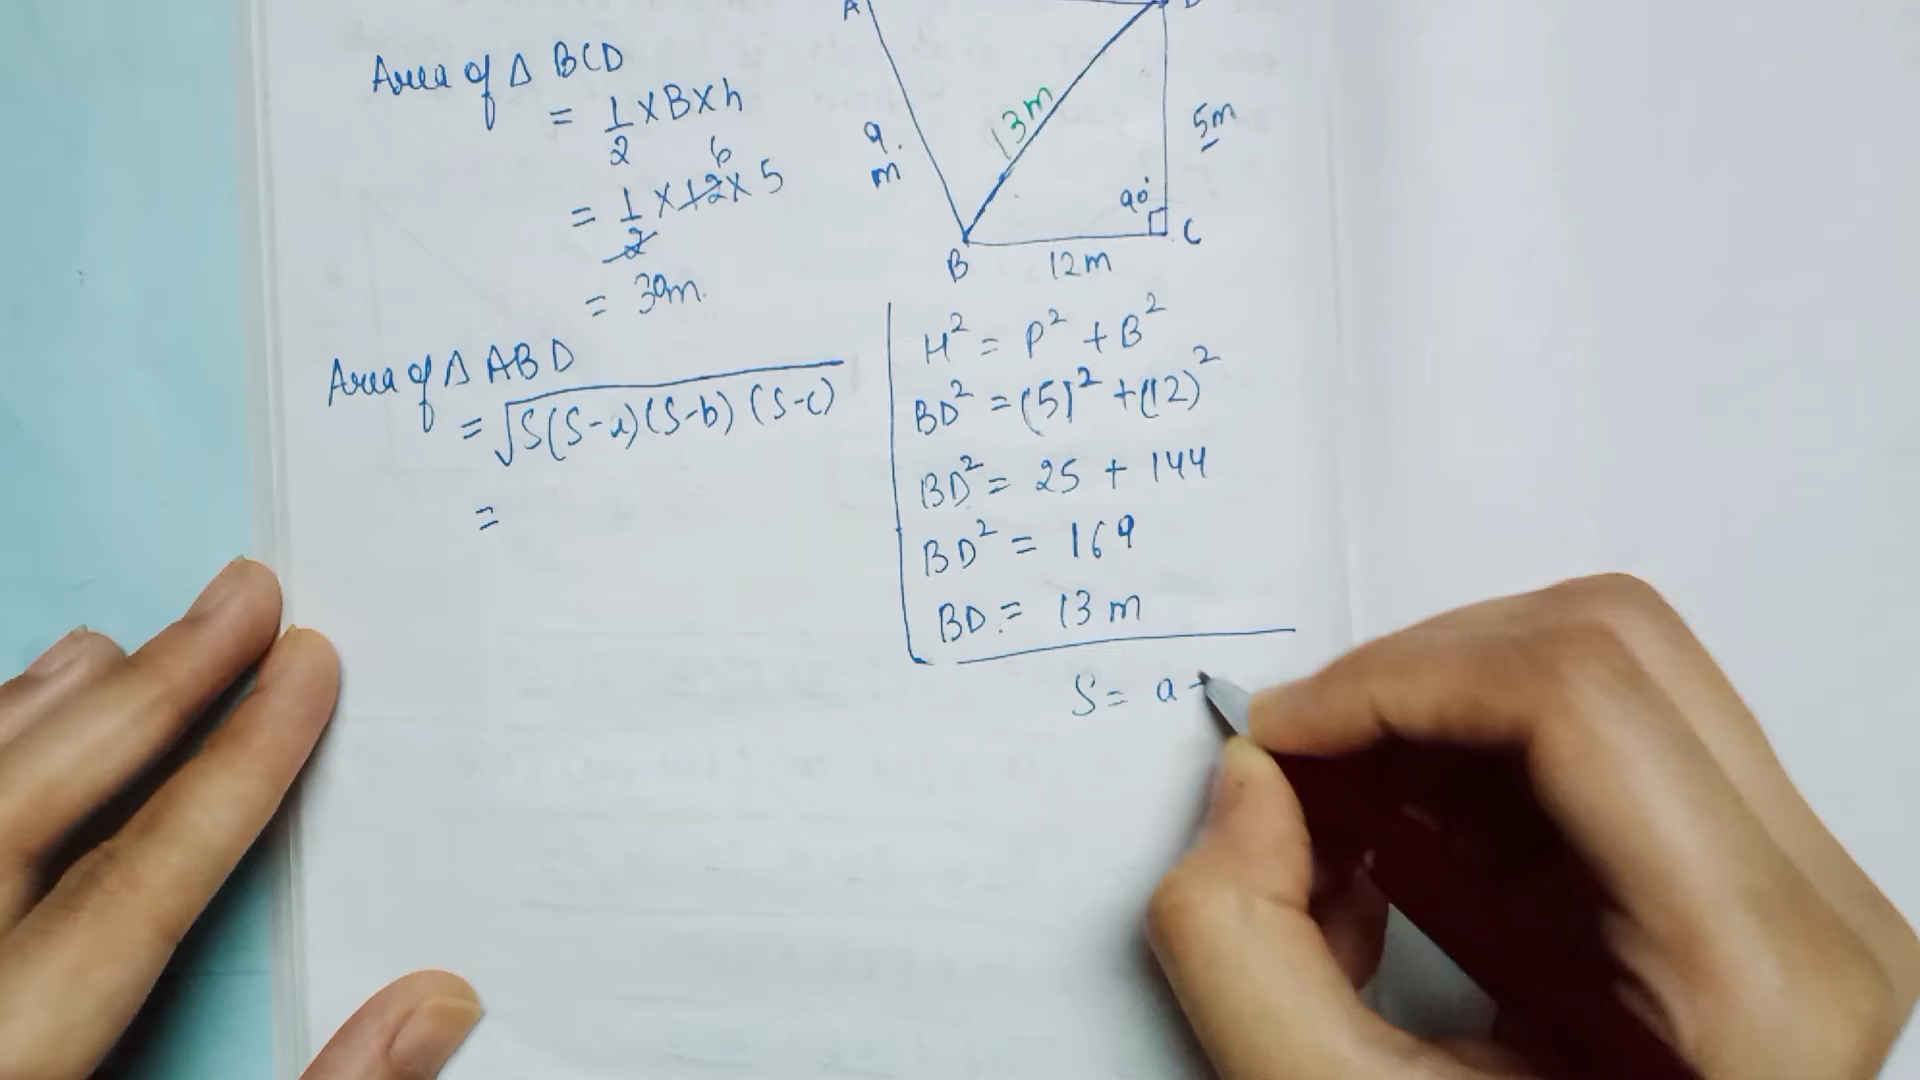 A
Area of Δ BCD
= 1/2 × B × h
6
= 1/2 × 12 × 5
= 30m.
13m
5m
9.
m
90°
B
12m
C
Area of Δ ABD
= √S(S-a)(S-b)(S-c)
=
H² = P² + B²
BD² = (5)² + (12)²
BD² = 25 + 144
BD² = 169
BD = 13 m
S = a -